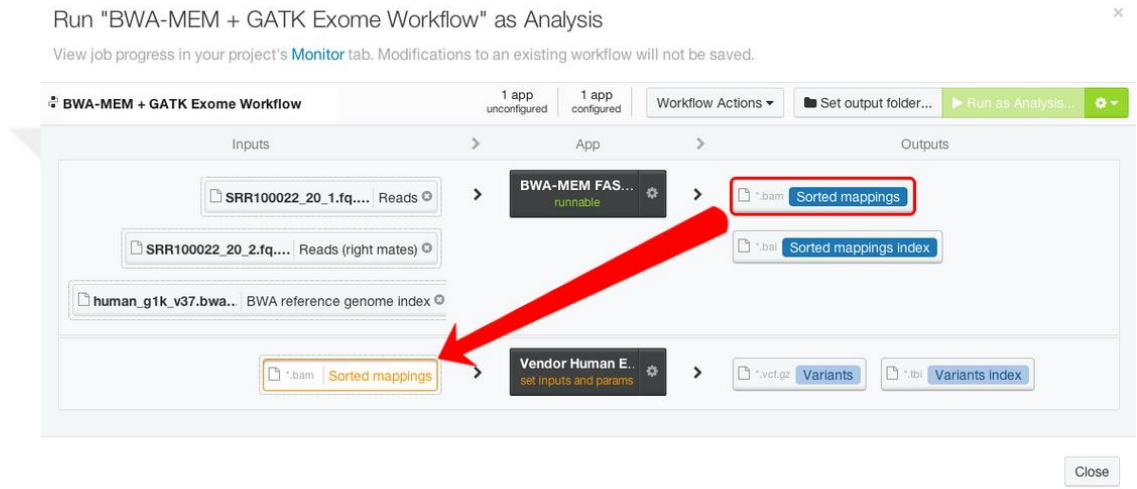 Run "BWA-MEM + GATK Exome Workflow" as Analysis
×
View job progress in your project's Monitor tab. Modifications to an existing workflow will not be saved.
BWA-MEM + GATK Exome Workflow
1 app
unconfigured
1 app
configured
Workflow Actions
Set output folder...
Run as Analysis...
Inputs > App > Outputs
SRR100022_20_1.fq.... Reads
BWA-MEM FAS...
runnable
*.bam Sorted mappings
SRR100022_20_2.fq.... Reads (right mates)
*.bai Sorted mappings index
human_g1k_v37.bwa... BWA reference genome index
*.bam Sorted mappings
Vendor Human E..
set inputs and params
*.vcf.gz Variants
*.tbi Variants index
Close